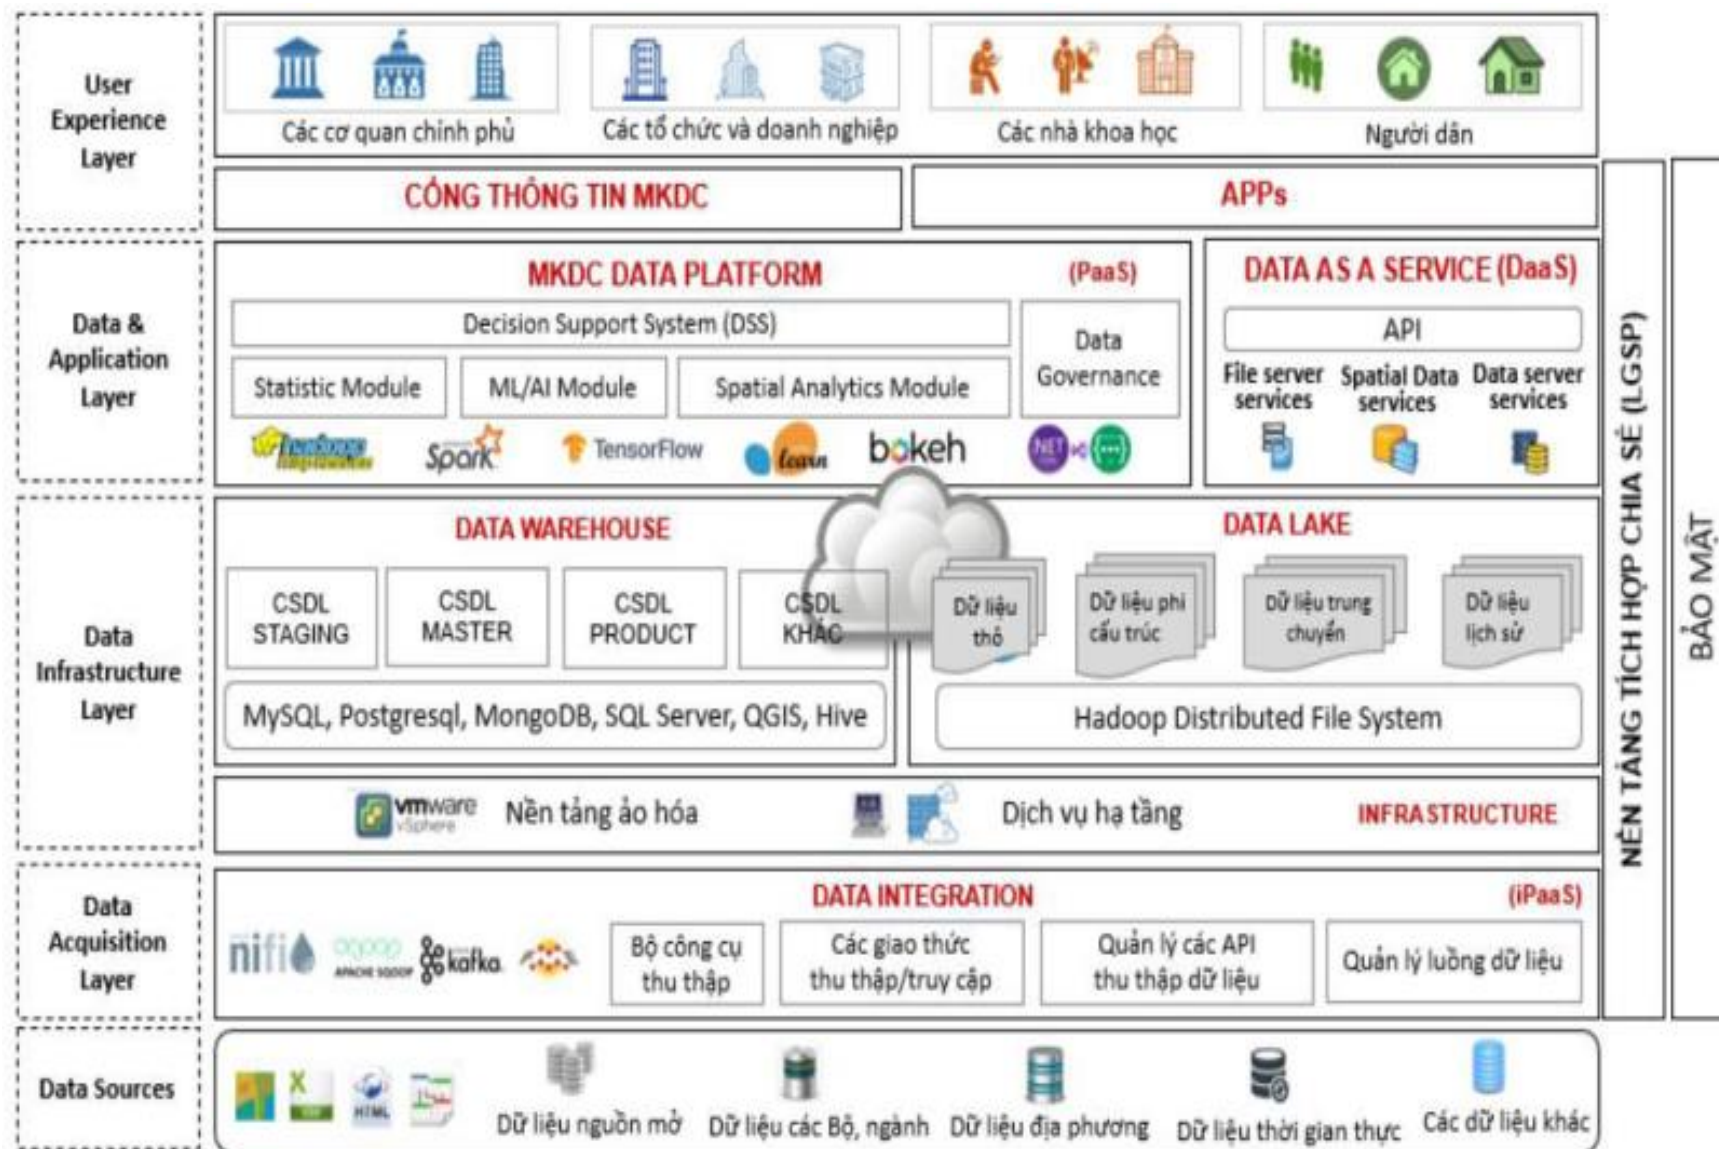 User
Experience
Layer
Các cơ quan chính phủ
Các tổ chức và doanh nghiệp
Các nhà khoa học
Người dân
CỔNG THÔNG TIN MKDC
APPs
Data &
Application
Layer
MKDC DATA PLATFORM
(PaaS)
Decision Support System (DSS)
Statistic Module
ML/AI Module
Spatial Analytics Module
Data
Governance
hadoop
Spark
TensorFlow
learn
bokeh
.NET
DATA AS A SERVICE (DaaS)
API
File server
services
Spatial Data
services
Data server
services
Data
Infrastructure
Layer
DATA WAREHOUSE
CSDL
STAGING
CSDL
MASTER
CSDL
PRODUCT
CSDL
KHÁC
MySQL, Postgresql, MongoDB, SQL Server, QGIS, Hive
DATA LAKE
Dữ liệu
thô
Dữ liệu phi
cấu trúc
Dữ liệu trung
chuyển
Dữ liệu
lịch sử
Hadoop Distributed File System
vmware
vSphere
Nền tảng ảo hóa
Dịch vụ hạ tầng
INFRASTRUCTURE
Data
Acquisition
Layer
DATA INTEGRATION
(iPaaS)
nifi
sqoop
APACHE SQOOP
kafka
Bộ công cụ
thu thập
Các giao thức
thu thập/truy cập
Quản lý các API
thu thập dữ liệu
Quản lý luồng dữ liệu
Data Sources
X
HTML
Dữ liệu nguồn mở
Dữ liệu các Bộ, ngành
Dữ liệu địa phương
Dữ liệu thời gian thực
Các dữ liệu khác
NỀN TẢNG TÍCH HỢP CHIA SẺ (LGSP)
BẢO MẬT